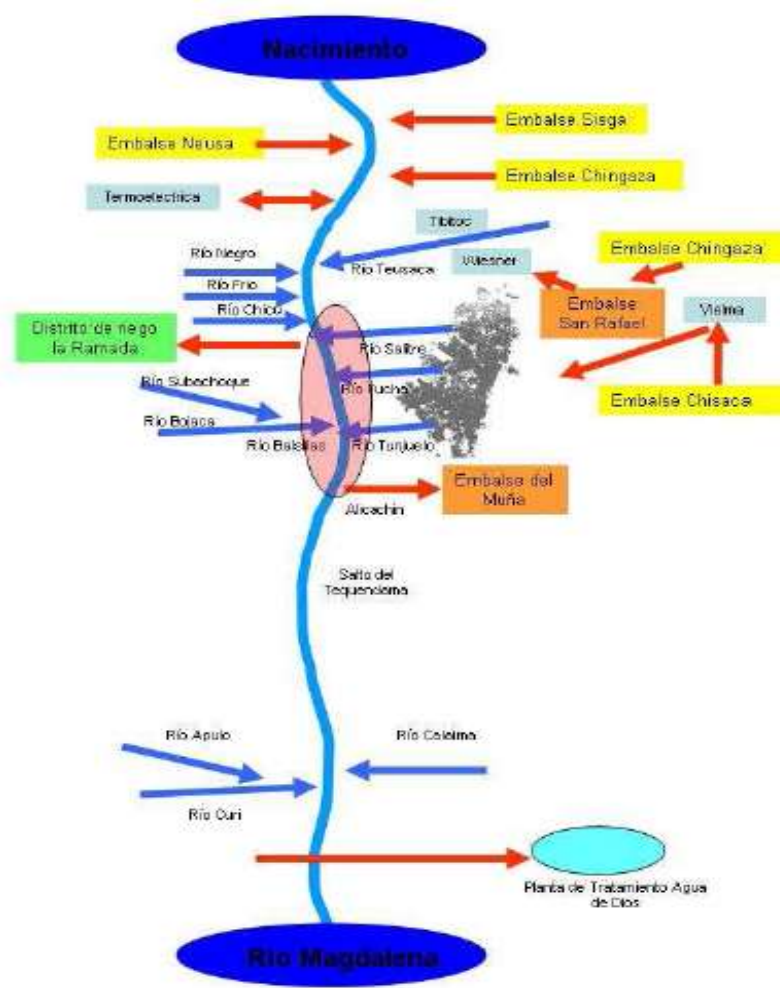 Nacimiento
Embalse Sisga
Embalse Neusa
Embalse Chingaza
Termoelectrica
Tibitoc
Río Negro
Río Teusaca
Wiesner
Embalse Chingaza
Río Frio
Río Chicu
Embalse
San Rafael
Distrito de riego
la Ramada
Río Salitre
Río Fucha
Río Subachoque
Embalse Chisaca
Río Bojaca
Río Balsillas
Río Tunjuelo
Embalse del
Muña
Alicachin
Salto del
Tequendama
Río Apulo
Río Calaima
Río Curi
Planta de Tratamiento Agua
de Dios
Río Magdalena